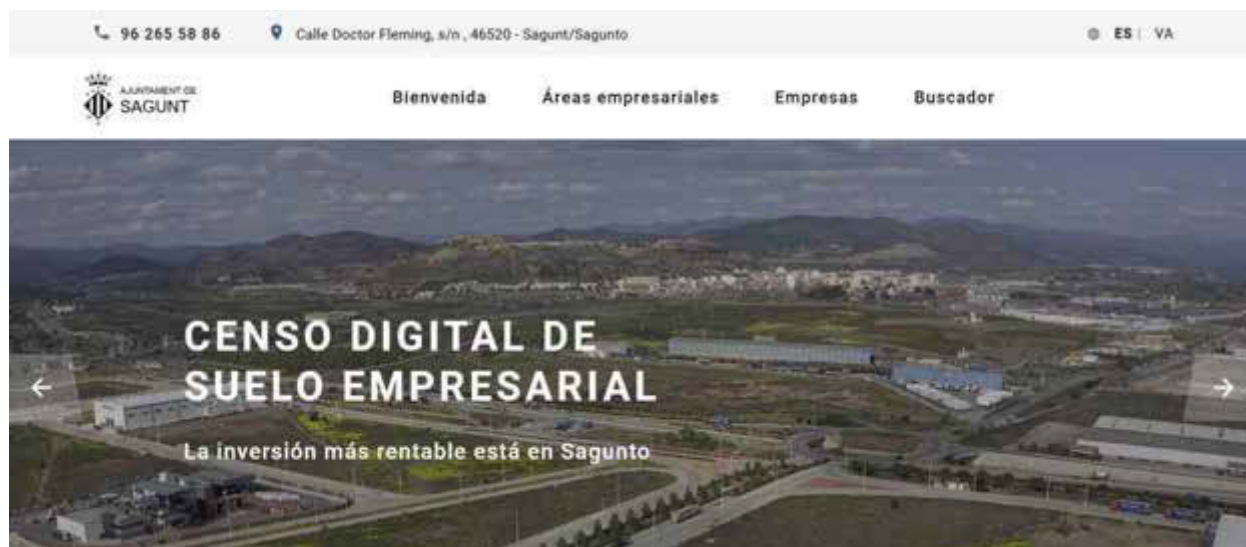 96 265 58 86
Calle Doctor Fleming, s/n , 46520 - Sagunt/Sagunto
ES | VA
AJUNTAMENT DE
SAGUNT
Bienvenida Áreas empresariales Empresas Buscador
CENSO DIGITAL DE
SUELO EMPRESARIAL
La inversión más rentable está en Sagunto